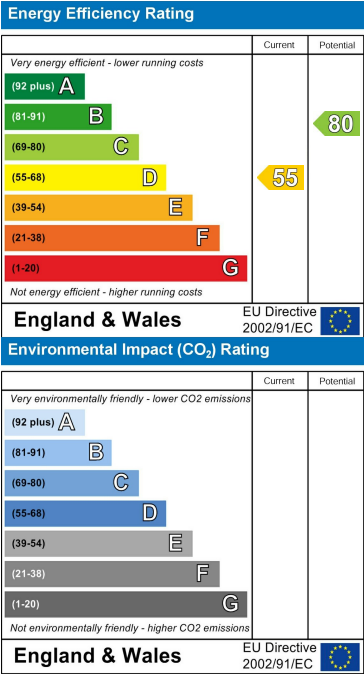 Energy Efficiency Rating
Current Potential
Very energy efficient - lower running costs
(92 plus) A
(81-91) B
80
(69-80) C
(55-68) D
55
(39-54) E
(21-38) F
(1-20) G
Not energy efficient - higher running costs
England & Wales
EU Directive
2002/91/EC
Environmental Impact (CO₂) Rating
Current Potential
Very environmentally friendly - lower CO2 emissions
(92 plus) A
(81-91) B
(69-80) C
(55-68) D
(39-54) E
(21-38) F
(1-20) G
Not environmentally friendly - higher CO2 emissions
England & Wales
EU Directive
2002/91/EC